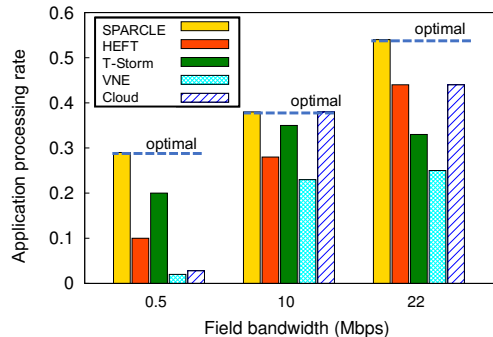 0.6
0.5
0.4
0.3
0.2
0.1
0
Application processing rate
SPARCLE
HEFT
T-Storm
VNE
Cloud
optimal
optimal
optimal
0.5
10
22
Field bandwidth (Mbps)